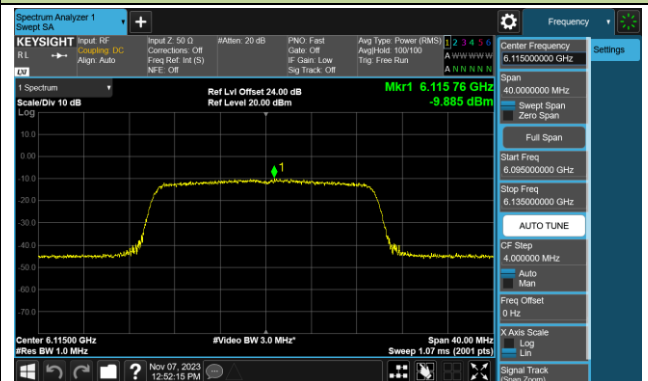 Spectrum Analyzer 1
Swept SA
Frequency
KEYSIGHT
RL
LXI
Input: RF
Coupling: DC
Align: Auto
Input Z: 50 Ω
Corrections: Off
Freq Ref: Int (S)
NFE: Off
#Atten: 20 dB
PNO: Fast
Gate: Off
IF Gain: Low
Sig Track: Off
Avg Type: Power (RMS)
Avg|Hold: 100/100
Trig: Free Run
1 2 3 4 5 6
A W W W W W
A N N N N N
Center Frequency
6.115000000 GHz
Settings
Span
40.0000000 MHz
Swept Span
Zero Span
Full Span
Start Freq
6.095000000 GHz
Stop Freq
6.135000000 GHz
AUTO TUNE
CF Step
4.000000 MHz
Auto
Man
Freq Offset
0 Hz
X Axis Scale
Log
Lin
Signal Track
(Span Zoom)
1 Spectrum
Scale/Div 10 dB
Log
Ref Lvl Offset 24.00 dB
Ref Level 20.00 dBm
Mkr1 6.115 76 GHz
-9.885 dBm
10.0
0.00
-10.0
-20.0
-30.0
-40.0
-50.0
-60.0
-70.0
1
Center 6.11500 GHz
#Res BW 1.0 MHz
#Video BW 3.0 MHz*
Span 40.00 MHz
Sweep 1.07 ms (2001 pts)
Nov 07, 2023
12:52:15 PM